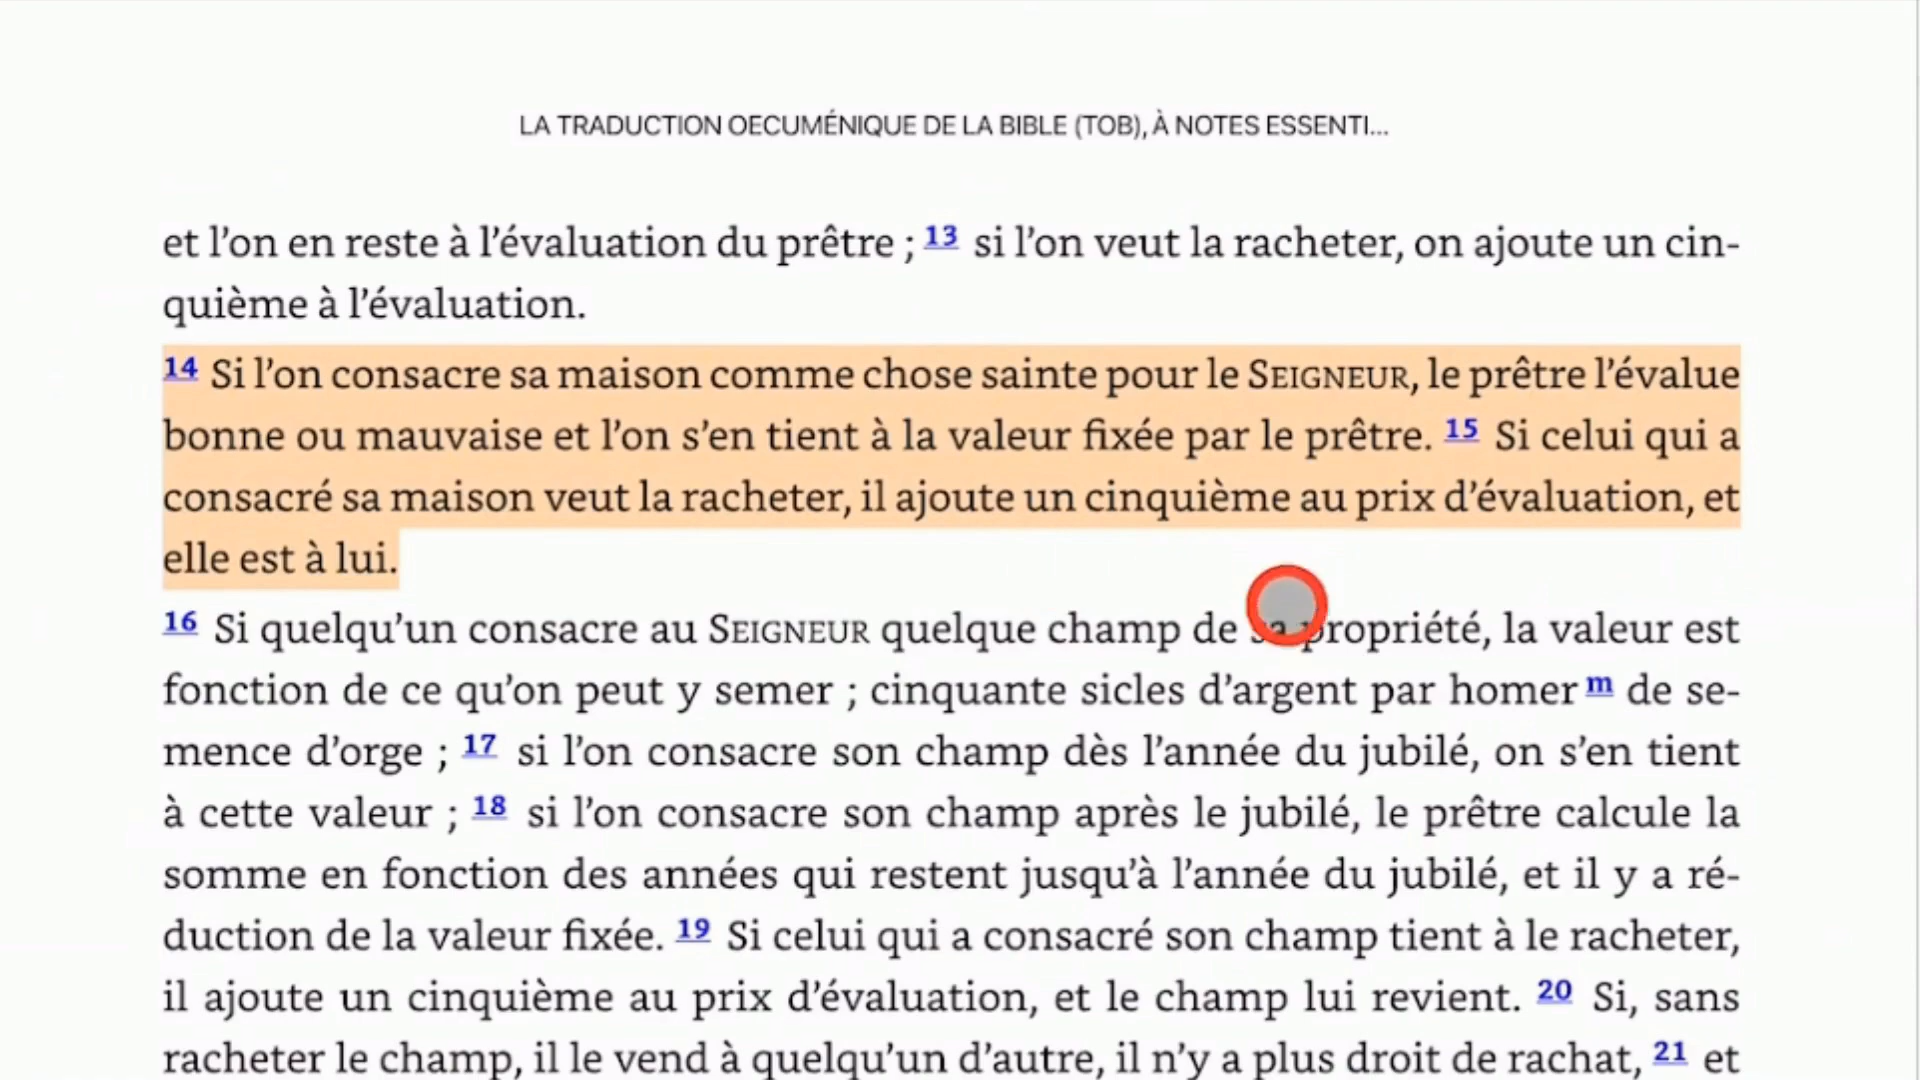 LA TRADUCTION OECUMÉNIQUE DE LA BIBLE (TOB), À NOTES ESSENTI...
et l’on en reste à l’évaluation du prêtre ; 13 si l’on veut la racheter, on ajoute un cin-
quième à l’évaluation.
14 Si l’on consacre sa maison comme chose sainte pour le SEIGNEUR, le prêtre l’évalue
bonne ou mauvaise et l’on s’en tient à la valeur fixée par le prêtre. 15 Si celui qui a
consacré sa maison veut la racheter, il ajoute un cinquième au prix d’évaluation, et
elle est à lui.
16 Si quelqu’un consacre au SEIGNEUR quelque champ de sa propriété, la valeur est
fonction de ce qu’on peut y semer ; cinquante sicles d’argent par homer m de se-
mence d’orge ; 17 si l’on consacre son champ dès l’année du jubilé, on s’en tient
à cette valeur ; 18 si l’on consacre son champ après le jubilé, le prêtre calcule la
somme en fonction des années qui restent jusqu’à l’année du jubilé, et il y a ré-
duction de la valeur fixée. 19 Si celui qui a consacré son champ tient à le racheter,
il ajoute un cinquième au prix d’évaluation, et le champ lui revient. 20 Si, sans
racheter le champ, il le vend à quelqu’un d’autre, il n’y a plus droit de rachat, 21 et